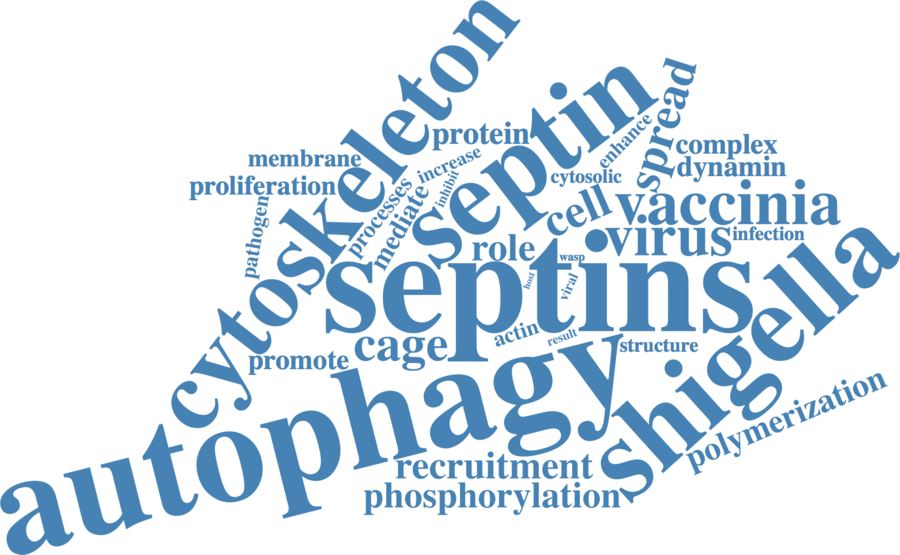 cytoskeleton
septin
spread
protein
enhance
complex
membrane
increase
dynamin
cytosolic
proliferation
inhibit
processes
mediate
pathogen
cell
vaccinia
virus
infection
role
wasp
septins
host
viral
shigella
actin
result
structure
cage
promote
autophagy
polymerization
recruitment
phosphorylation